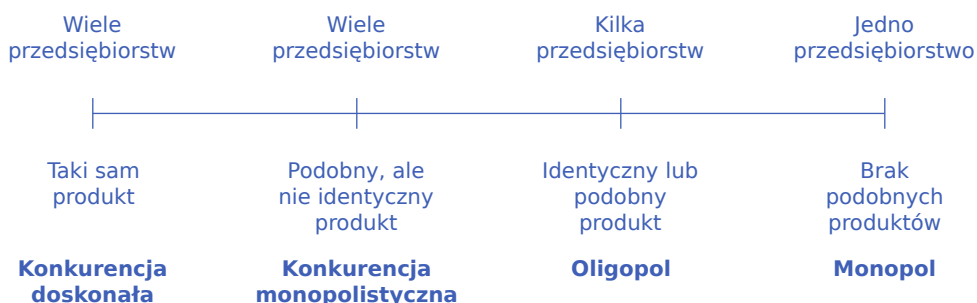 Wiele
przedsiębiorstw
Wiele
przedsiębiorstw
Kilka
przedsiębiorstw
Jedno
przedsiębiorstwo
Taki sam
produkt
Podobny, ale
nie identyczny
produkt
Identyczny lub
podobny
produkt
Brak
podobnych
produktów
Konkurencja
doskonała
Konkurencja
monopolistyczna
Oligopol
Monopol